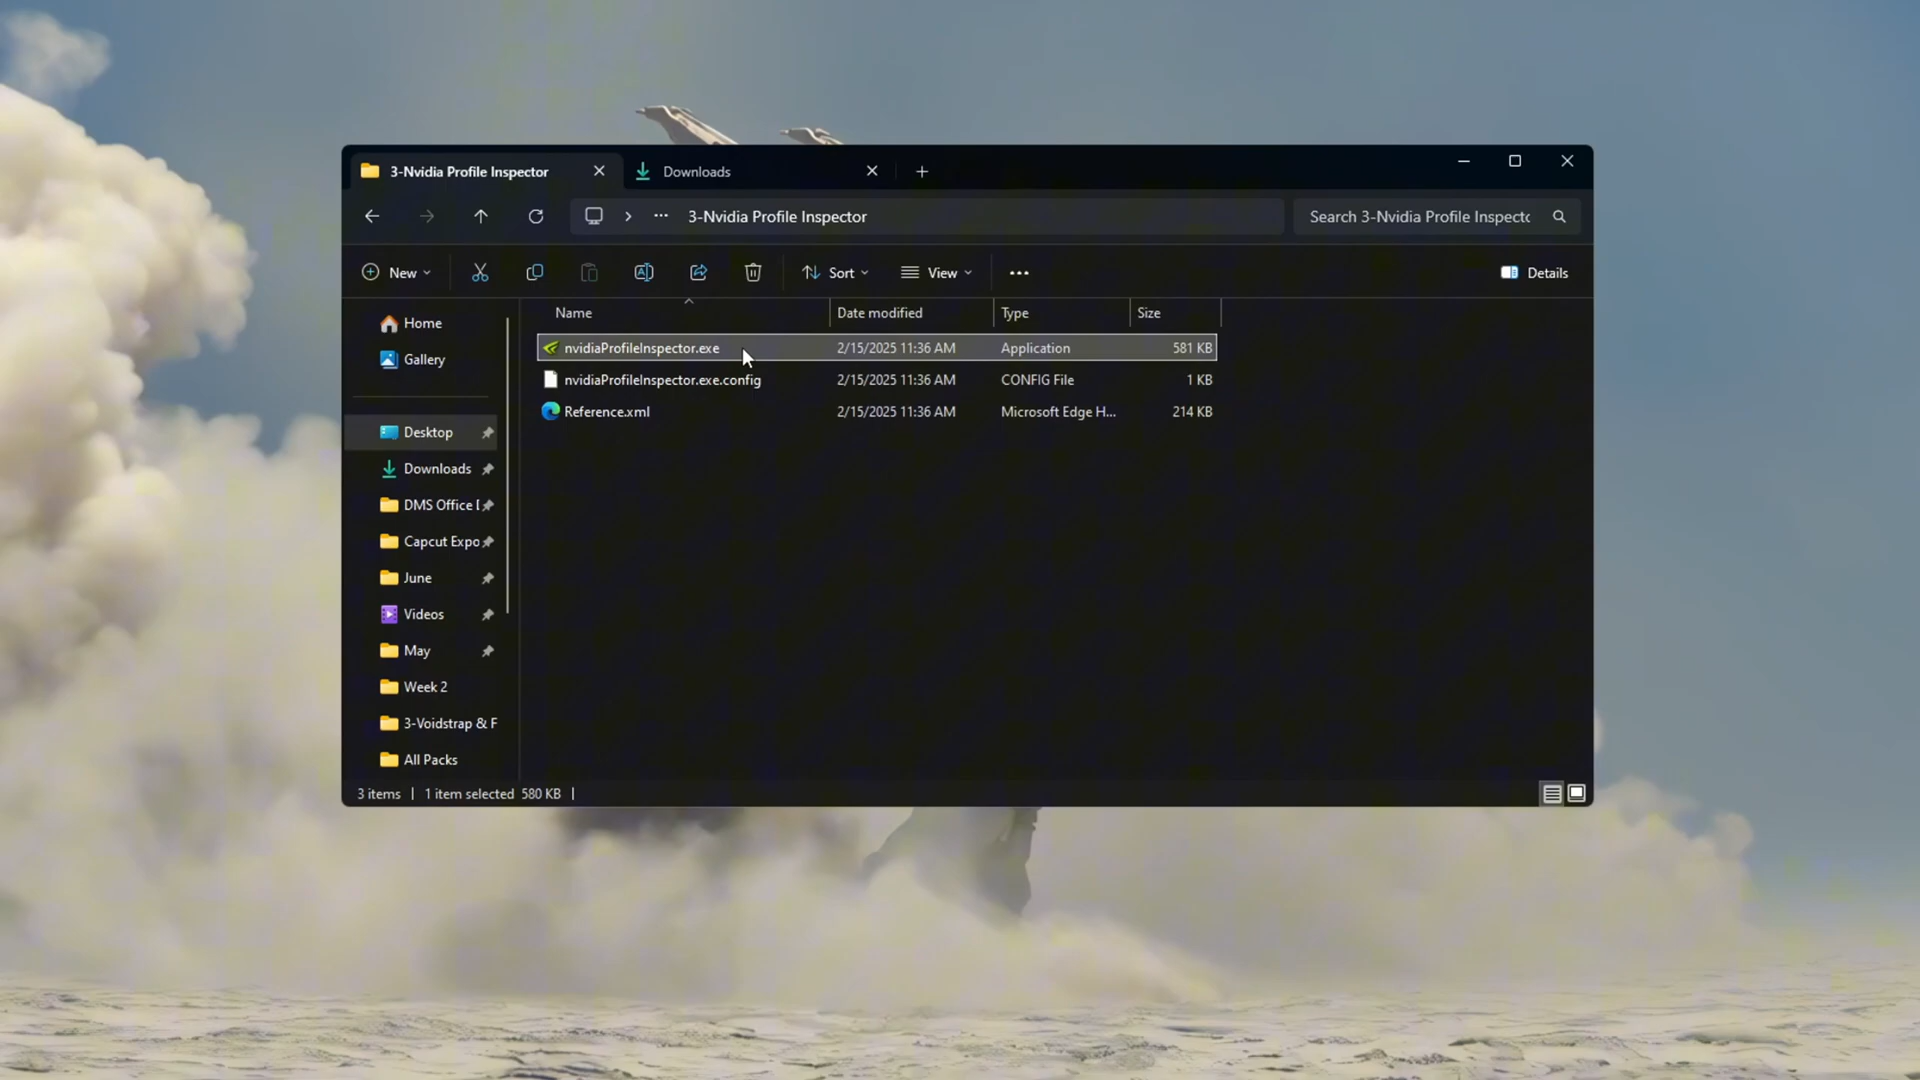 3-Nvidia Profile Inspector
Downloads
3-Nvidia Profile Inspector
Search 3-Nvidia Profile Inspectc
New
Sort
View
Details
Name
Date modified
Type
Size
Home
Gallery
Desktop
Downloads
DMS Office [
Capcut Expo
June
Videos
May
Week 2
3-Voidstrap & F
All Packs
nvidiaProfileInspector.exe 2/15/2025 11:36 AM Application 581 KB
nvidiaProfileInspector.exe.config 2/15/2025 11:36 AM CONFIG File 1 KB
Reference.xml 2/15/2025 11:36 AM Microsoft Edge H... 214 KB
3 items | 1 item selected 580 KB |